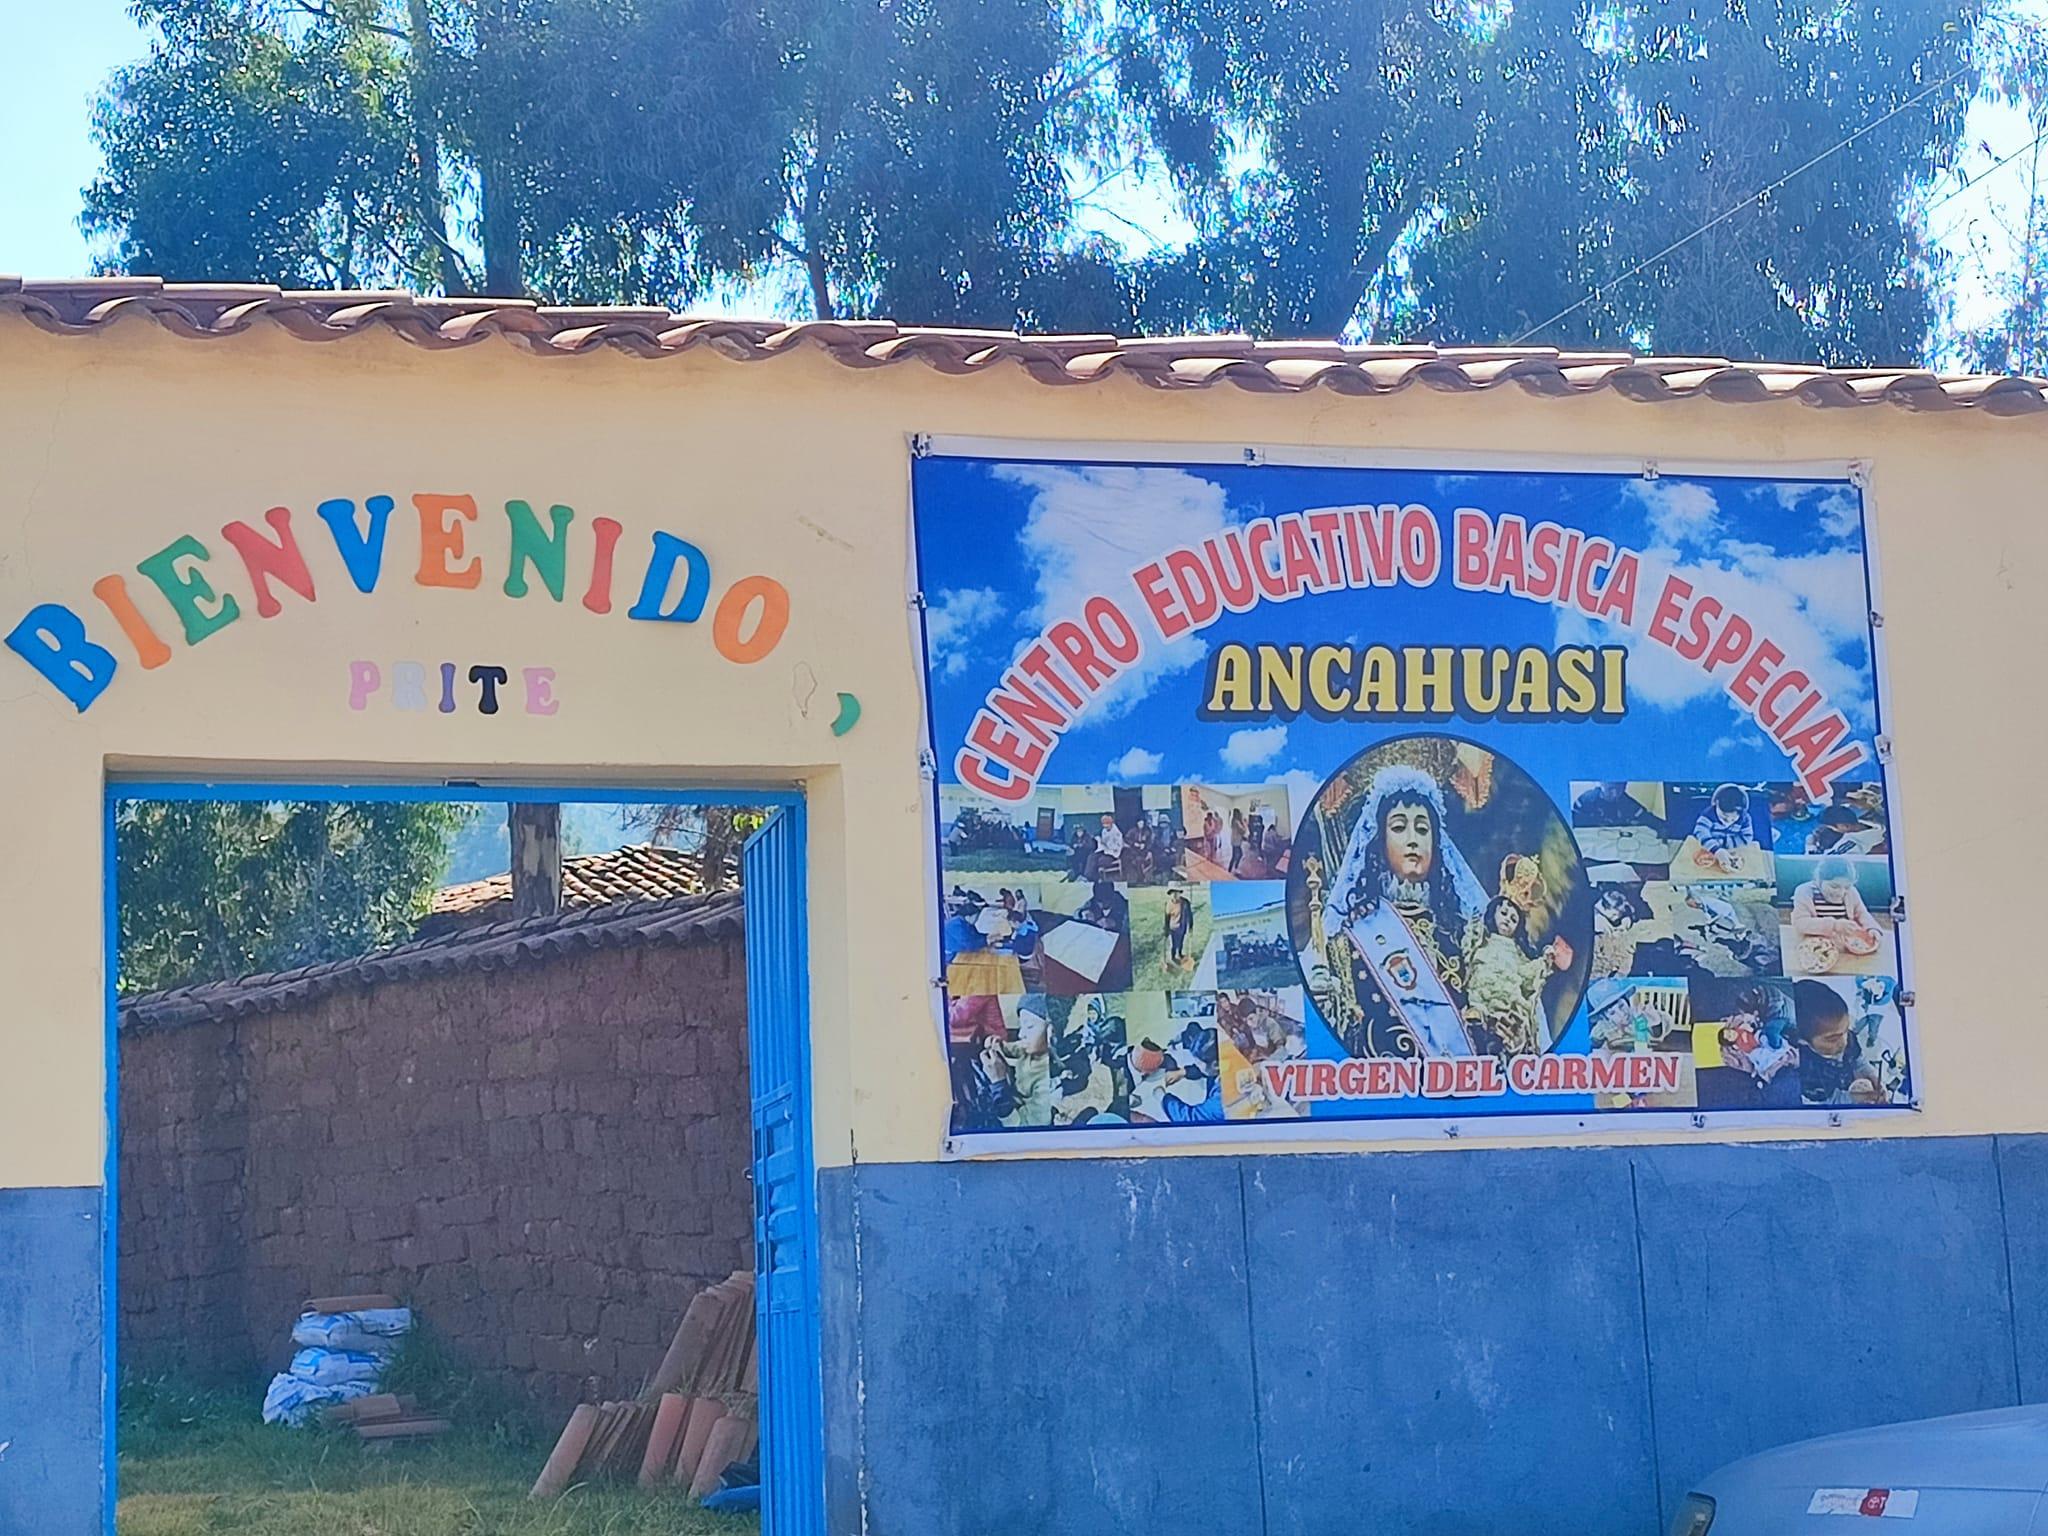 BIENVENIDO
PRITE
CENTRO EDUCATIVO BASICA ESPECIAL
ANCAHUASI
VIRGEN DEL CARMEN